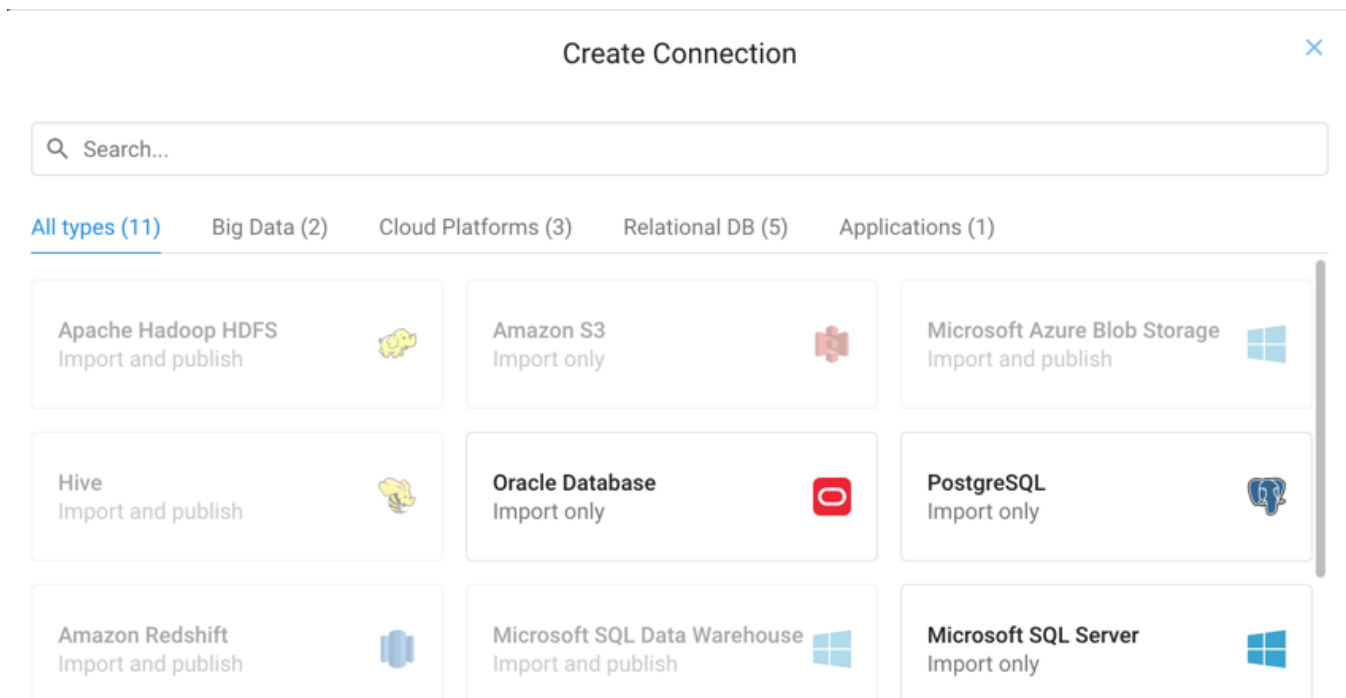 Create Connection
Search...
All types (11) Big Data (2) Cloud Platforms (3) Relational DB (5) Applications (1)
Apache Hadoop HDFS
Import and publish
Amazon S3
Import only
Microsoft Azure Blob Storage
Import and publish
Hive
Import and publish
Oracle Database
Import only
PostgreSQL
Import only
Amazon Redshift
Import and publish
Microsoft SQL Data Warehouse
Import and publish
Microsoft SQL Server
Import only